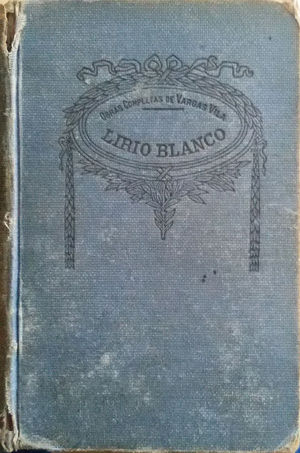 OBRAS COMPLETAS DE VARGAS VILA
LIRIO BLANCO